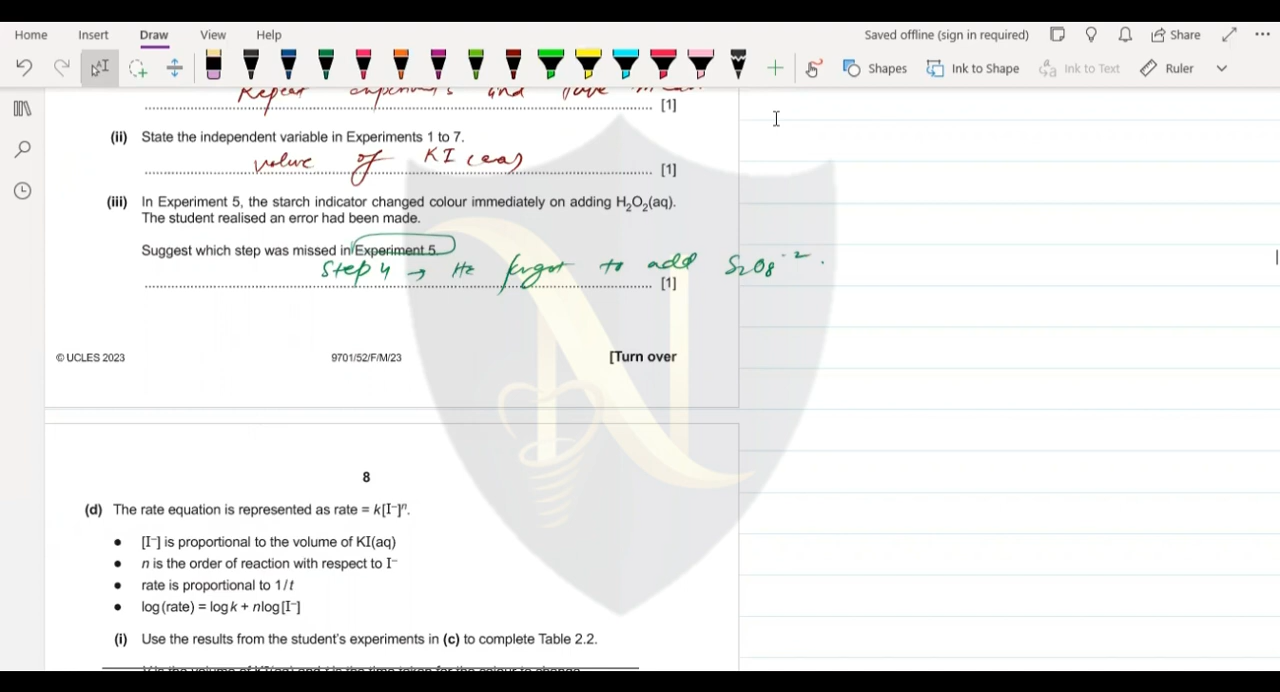 Home Insert Draw View Help Saved offline (sign in required) Share
Shapes Ink to Shape Ink to Text Ruler
Repeat and [1]
(ii) State the independent variable in Experiments 1 to 7.
volume of KI (eaq) [1]
(iii) In Experiment 5, the starch indicator changed colour immediately on adding H₂O₂(aq).
The student realised an error had been made.
Suggest which step was missed in Experiment 5.
Step 4 → He forgot to add S₂O₈⁻².
[1]
© UCLES 2023 9701/52/F/M/23 [Turn over
8
(d) The rate equation is represented as rate = k[I⁻]ⁿ.
• [I⁻] is proportional to the volume of KI(aq)
• n is the order of reaction with respect to I⁻
• rate is proportional to 1/t
• log (rate) = log k + nlog [I⁻]
(i) Use the results from the student's experiments in (c) to complete Table 2.2.